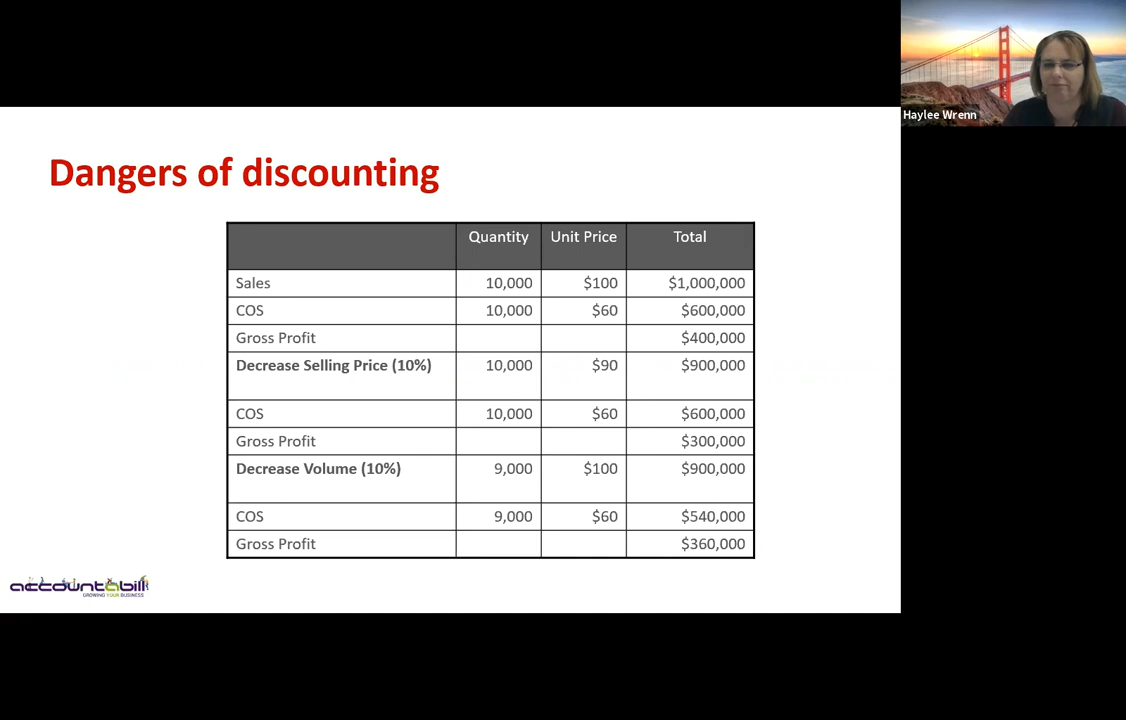 Haylee Wrenn
Dangers of discounting
Quantity Unit Price Total
Sales 10,000 $100 $1,000,000
COS 10,000 $60 $600,000
Gross Profit $400,000
Decrease Selling Price (10%) 10,000 $90 $900,000
COS 10,000 $60 $600,000
Gross Profit $300,000
Decrease Volume (10%) 9,000 $100 $900,000
COS 9,000 $60 $540,000
Gross Profit $360,000
accountabill
GROWING YOUR BUSINESS